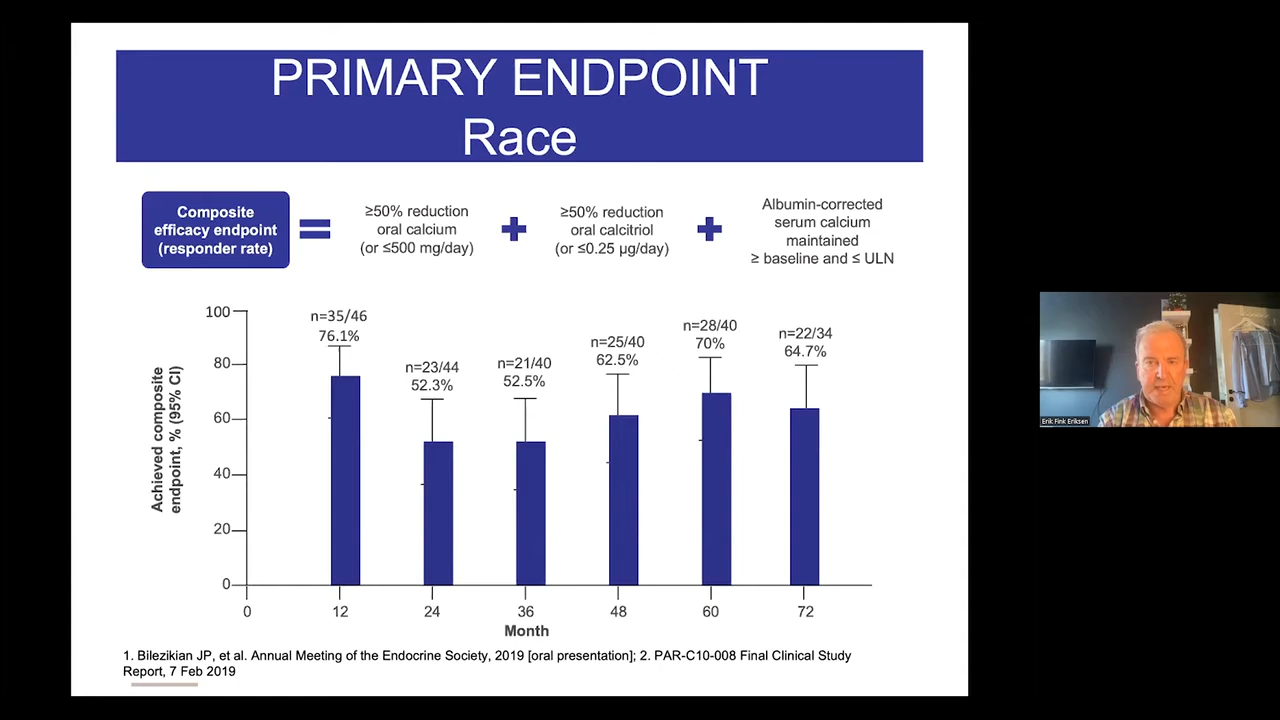 PRIMARY ENDPOINT
Race
Composite
efficacy endpoint
(responder rate)
≥50% reduction
oral calcium
(or ≤500 mg/day)
≥50% reduction
oral calcitriol
(or ≤0.25 µg/day)
Albumin-corrected
serum calcium
maintained
≥ baseline and ≤ ULN
Achieved composite
endpoint, % (95% CI)
100
80
60
40
20
0
n=35/46
76.1%
n=23/44
52.3%
n=21/40
52.5%
n=25/40
62.5%
n=28/40
70%
n=22/34
64.7%
0 12 24 36 48 60 72
Month
1. Bilezikian JP, et al. Annual Meeting of the Endocrine Society, 2019 [oral presentation]; 2. PAR-C10-008 Final Clinical Study
Report, 7 Feb 2019
Erik Fink Eriksen